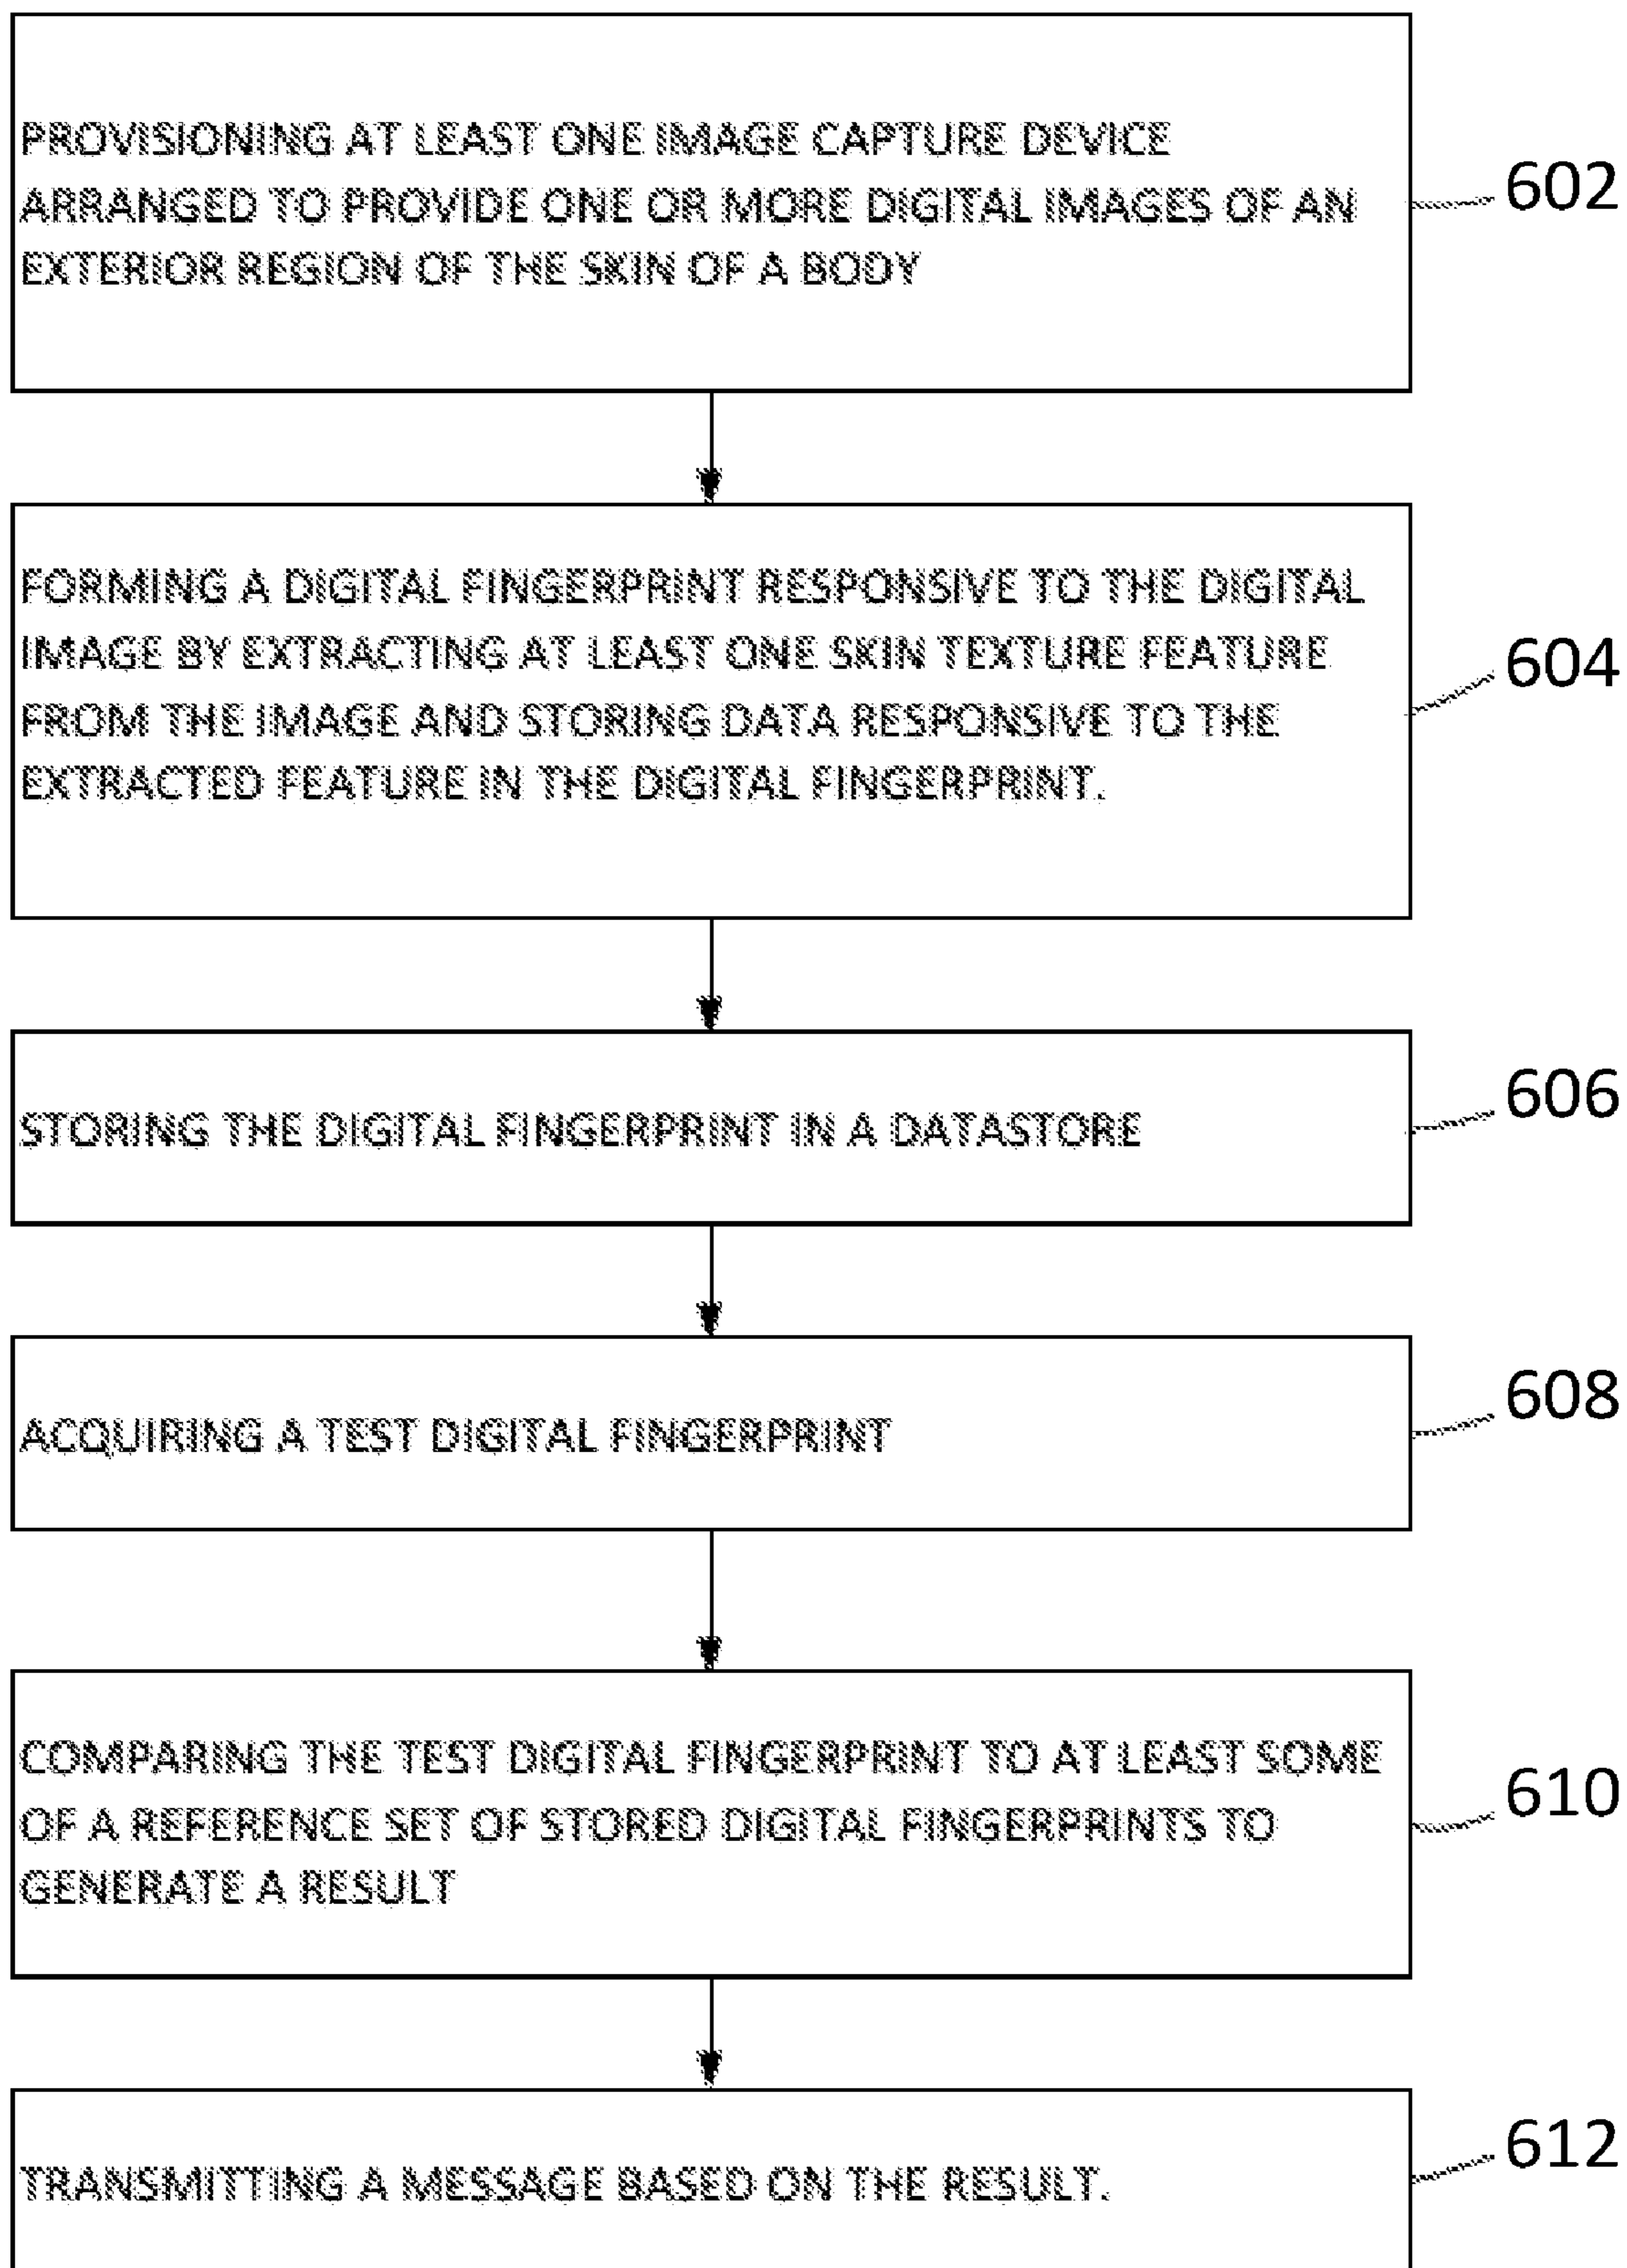 PROVISIONING AT LEAST ONE IMAGE CAPTURE DEVICE
ARRANGED TO PROVIDE ONE OR MORE DIGITAL IMAGES OF AN
EXTERIOR REGION OF THE SKIN OF A BODY
602
FORMING A DIGITAL FINGERPRINT RESPONSIVE TO THE DIGITAL
IMAGE BY EXTRACTING AT LEAST ONE SKIN TEXTURE FEATURE
FROM THE IMAGE AND STORING DATA RESPONSIVE TO THE
EXTRACTED FEATURE IN THE DIGITAL FINGERPRINT.
604
STORING THE DIGITAL FINGERPRINT IN A DATASTORE
606
ACQUIRING A TEST DIGITAL FINGERPRINT
608
COMPARING THE TEST DIGITAL FINGERPRINT TO AT LEAST SOME
OF A REFERENCE SET OF STORED DIGITAL FINGERPRINTS TO
GENERATE A RESULT
610
TRANSMITTING A MESSAGE BASED ON THE RESULT.
612